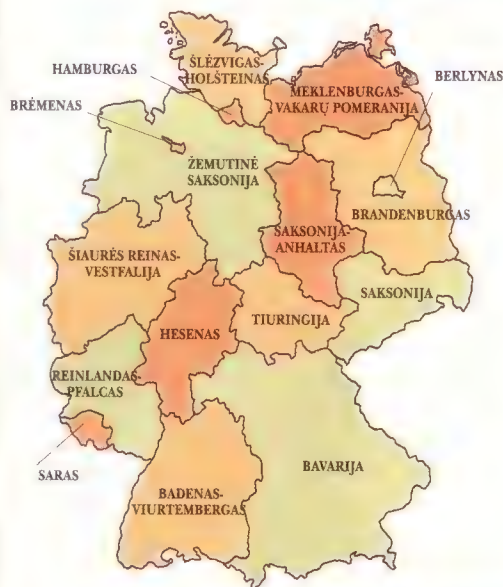 ŠLĖZVIGAS-
HOLŠTEINAS
HAMBURGAS
MEKLENBURGAS-
VAKARŲ POMERANIJA
BERLYNAS
BRĖMENAS
ŽEMUTINĖ
SAKSONIJA
BRANDENBURGAS
SAKSONIJA-
ANHALTAS
ŠIAURĖS REINAS-
VESTFALIJA
SAKSONIJA
TIURINGIJA
HESENAS
REINLANDAS-
PFALCAS
SARAS
BAVARIJA
BADENAS-
VIURTEMBERGAS